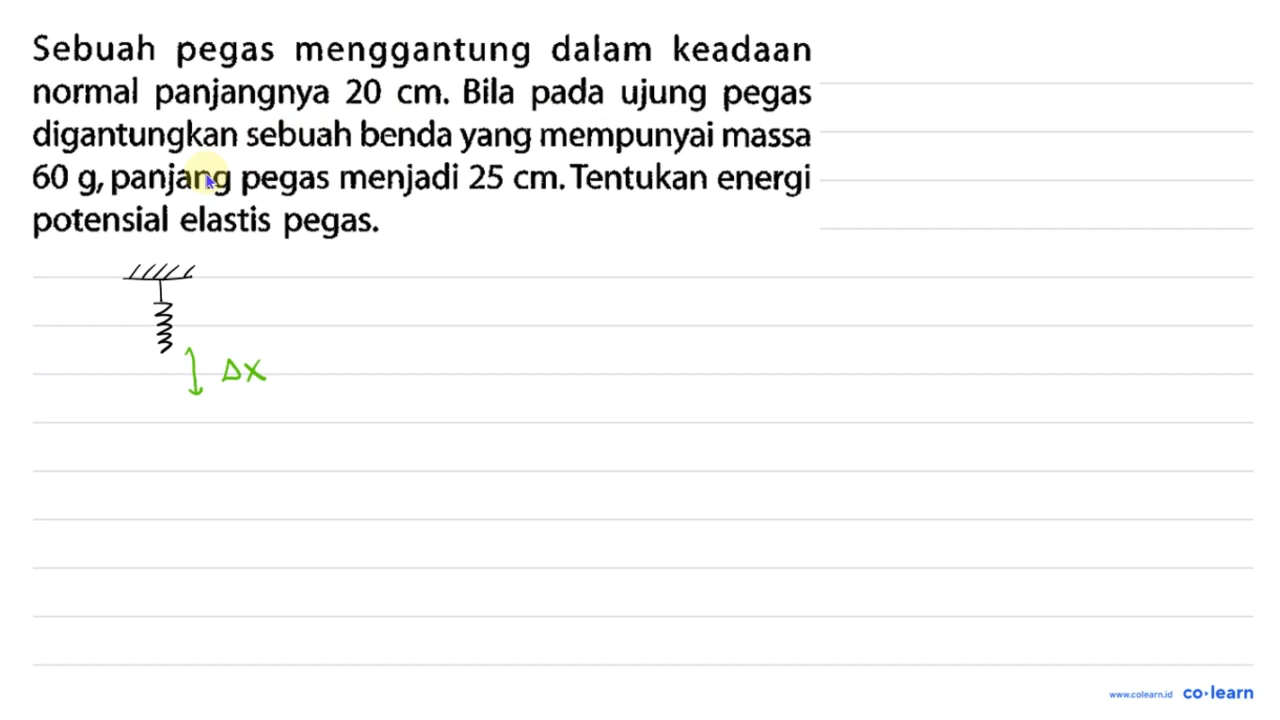 Sebuah pegas menggantung dalam keadaan
normal panjangnya 20 cm. Bila pada ujung pegas
digantungkan sebuah benda yang mempunyai massa
60 g, panjang pegas menjadi 25 cm. Tentukan energi
potensial elastis pegas.
Δx
www.colearn.id co·learn